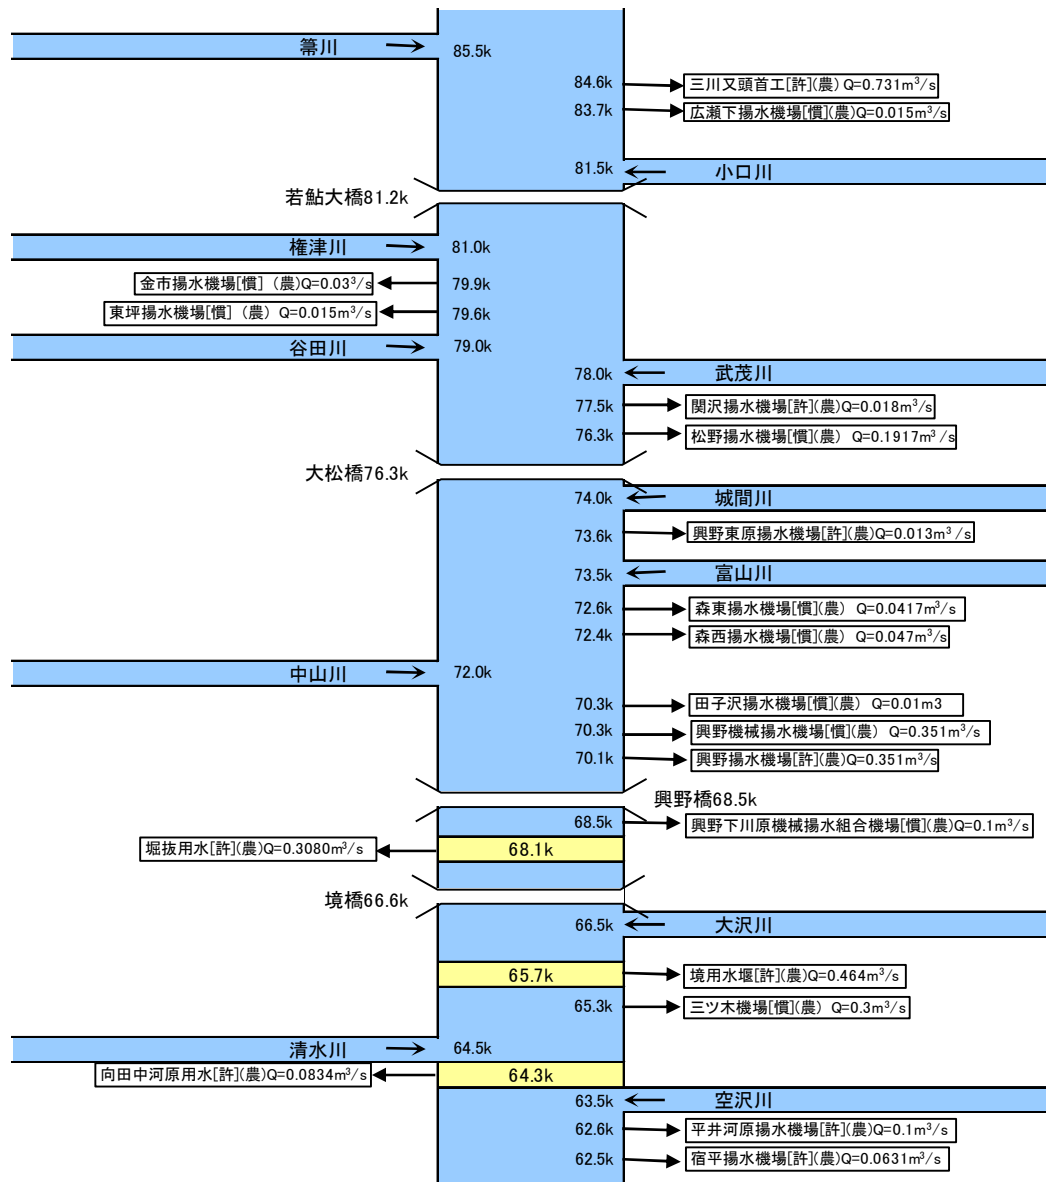 箒川
85.5k
84.6k
三川又頭首工[許](農) Q=0.731m³/s
83.7k
広瀬下揚水機場[慣](農)Q=0.015m³/s
81.5k
小口川
若鮎大橋81.2k
権津川
81.0k
金市揚水機場[慣] (農)Q=0.03³/s
79.9k
東坪揚水機場[慣] (農) Q=0.015m³/s
79.6k
谷田川
79.0k
78.0k
武茂川
77.5k
関沢揚水機場[許](農)Q=0.018m³/s
76.3k
松野揚水機場[慣](農) Q=0.1917m³/s
大松橋76.3k
74.0k
城間川
73.6k
興野東原揚水機場[許](農)Q=0.013m³/s
73.5k
富山川
72.6k
森東揚水機場[慣](農) Q=0.0417m³/s
72.4k
森西揚水機場[慣](農) Q=0.047m³/s
中山川
72.0k
70.3k
田子沢揚水機場[慣](農) Q=0.01m3
70.3k
興野機械揚水機場[慣](農) Q=0.351m³/s
70.1k
興野揚水機場[許](農)Q=0.351m³/s
興野橋68.5k
68.5k
興野下川原機械揚水組合機場[慣](農)Q=0.1m³/s
堀抜用水[許](農)Q=0.3080m³/s
68.1k
境橋66.6k
66.5k
大沢川
65.7k
境用水堰[許](農)Q=0.464m³/s
65.3k
三ツ木機場[慣](農) Q=0.3m³/s
清水川
64.5k
向田中河原用水[許](農)Q=0.0834m³/s
64.3k
63.5k
空沢川
62.6k
平井河原揚水機場[許](農)Q=0.1m³/s
62.5k
宿平揚水機場[許](農)Q=0.0631m³/s